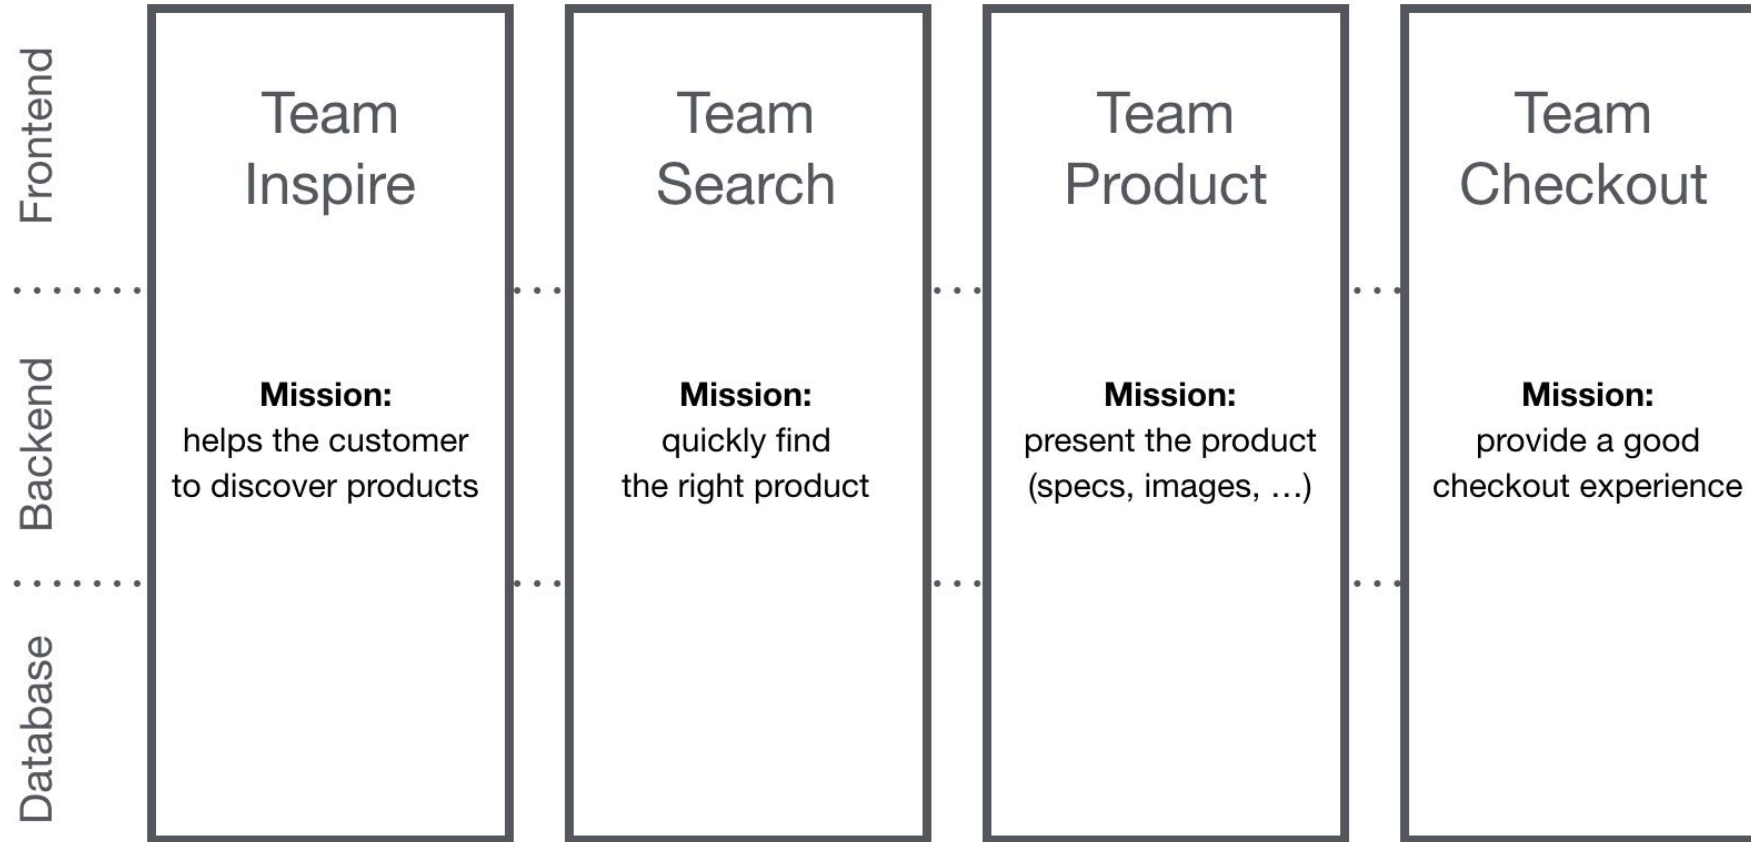 Frontend
Backend
Database
Team
Inspire
Mission:
helps the customer
to discover products
Team
Search
Mission:
quickly find
the right product
Team
Product
Mission:
present the product
(specs, images, …)
Team
Checkout
Mission:
provide a good
checkout experience